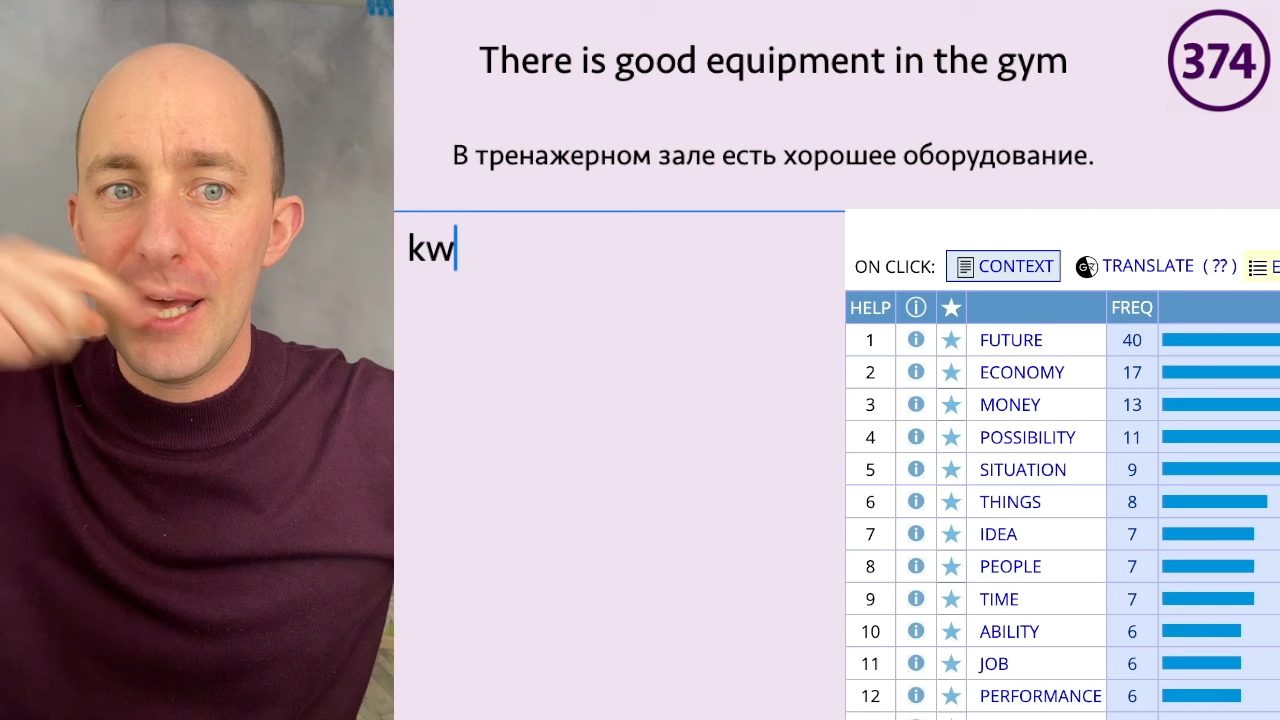 There is good equipment in the gym
374
В тренажерном зале есть хорошее оборудование.
kw
ON CLICK: CONTEXT TRANSLATE ( ?? ) E
HELP FREQ
1 FUTURE 40
2 ECONOMY 17
3 MONEY 13
4 POSSIBILITY 11
5 SITUATION 9
6 THINGS 8
7 IDEA 7
8 PEOPLE 7
9 TIME 7
10 ABILITY 6
11 JOB 6
12 PERFORMANCE 6